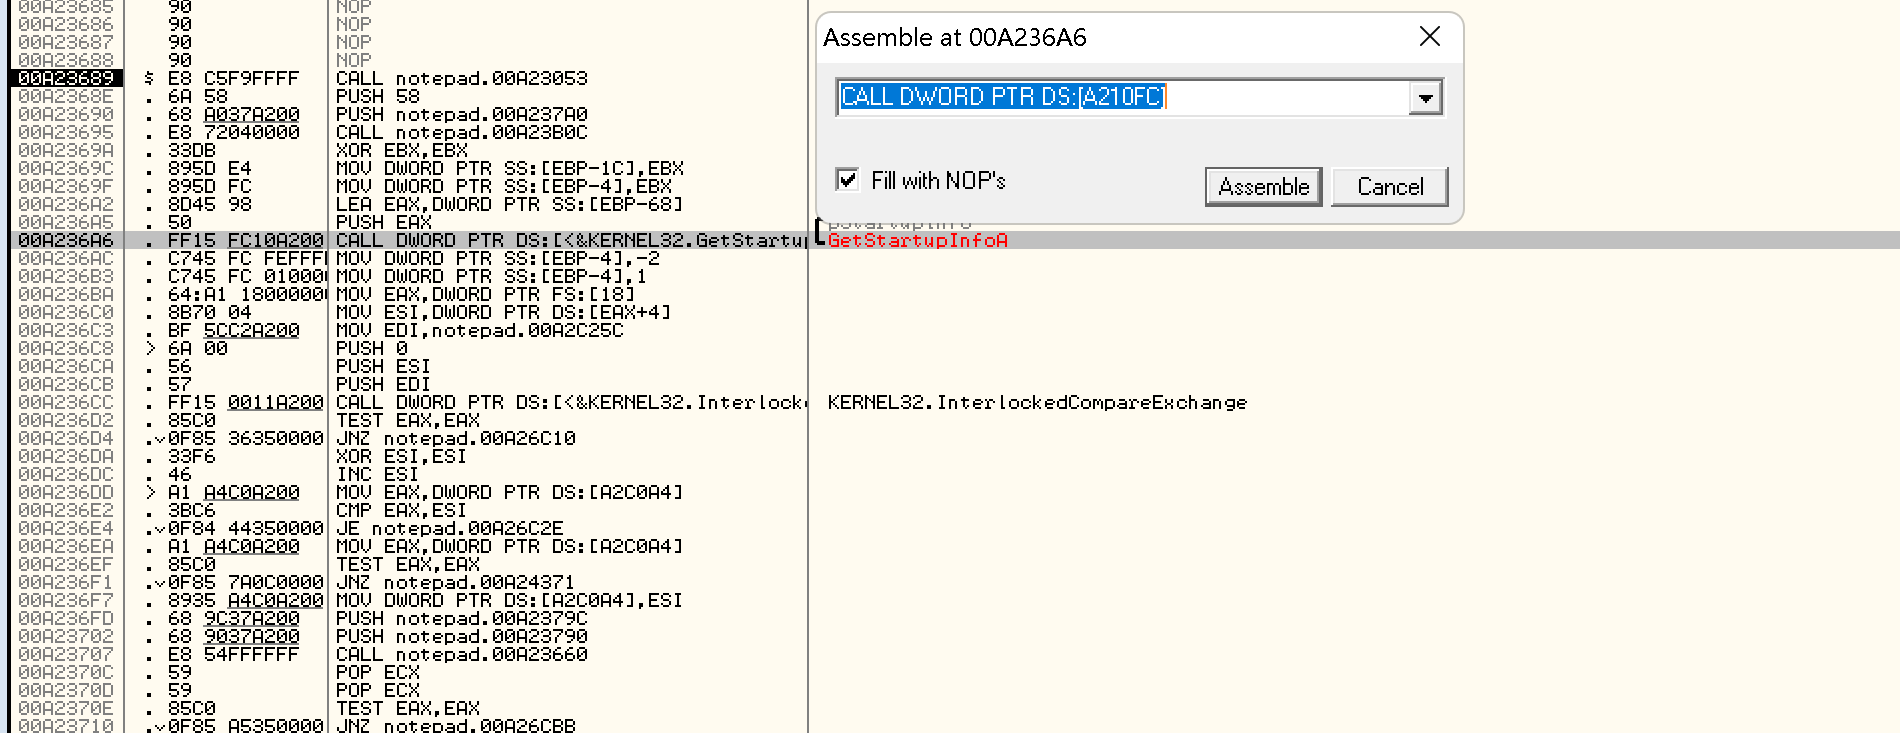 00A23685 90 NOP
00A23686 90 NOP
00A23687 90 NOP
00A23688 90 NOP
Assemble at 00A236A6
CALL DWORD PTR DS:[A210FC]
Fill with NOP's
Assemble
Cancel
00A23689 $ E8 C5F9FFFF CALL notepad.00A23053
00A2368E . 6A 58 PUSH 58
00A23690 . 68 A037A200 PUSH notepad.00A237A0
00A23695 . E8 72040000 CALL notepad.00A23B0C
00A2369A . 33DB XOR EBX,EBX
00A2369C . 895D E4 MOV DWORD PTR SS:[EBP-1C],EBX
00A2369F . 895D FC MOV DWORD PTR SS:[EBP-4],EBX
00A236A2 . 8D45 98 LEA EAX,DWORD PTR SS:[EBP-68]
00A236A5 . 50 PUSH EAX pStartupInfo
00A236A6 . FF15 FC10A200 CALL DWORD PTR DS:[<&KERNEL32.GetStartup GetStartupInfoA
00A236AC . C745 FC FEFFFF MOV DWORD PTR SS:[EBP-4],-2
00A236B3 . C745 FC 010000 MOV DWORD PTR SS:[EBP-4],1
00A236BA . 64:A1 18000000 MOV EAX,DWORD PTR FS:[18]
00A236C0 . 8B70 04 MOV ESI,DWORD PTR DS:[EAX+4]
00A236C3 . BF 5CC2A200 MOV EDI,notepad.00A2C25C
00A236C8 > 6A 00 PUSH 0
00A236CA . 56 PUSH ESI
00A236CB . 57 PUSH EDI
00A236CC . FF15 0011A200 CALL DWORD PTR DS:[<&KERNEL32.Interlock KERNEL32.InterlockedCompareExchange
00A236D2 . 85C0 TEST EAX,EAX
00A236D4 .v0F85 36350000 JNZ notepad.00A26C10
00A236DA . 33F6 XOR ESI,ESI
00A236DC . 46 INC ESI
00A236DD > A1 A4C0A200 MOV EAX,DWORD PTR DS:[A2C0A4]
00A236E2 . 3BC6 CMP EAX,ESI
00A236E4 .v0F84 44350000 JE notepad.00A26C2E
00A236EA . A1 A4C0A200 MOV EAX,DWORD PTR DS:[A2C0A4]
00A236EF . 85C0 TEST EAX,EAX
00A236F1 .v0F85 7A0C0000 JNZ notepad.00A24371
00A236F7 . 8935 A4C0A200 MOV DWORD PTR DS:[A2C0A4],ESI
00A236FD . 68 9C37A200 PUSH notepad.00A2379C
00A23702 . 68 9037A200 PUSH notepad.00A23790
00A23707 . E8 54FFFFFF CALL notepad.00A23660
00A2370C . 59 POP ECX
00A2370D . 59 POP ECX
00A2370E . 85C0 TEST EAX,EAX
00A23710 .v0F85 A5350000 JNZ notepad.00A26CBB